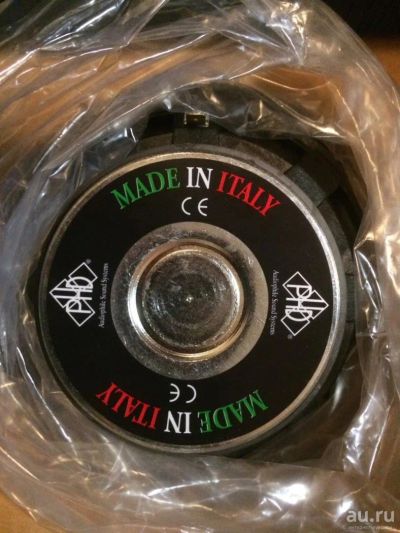 MADE IN ITALY
CE
PHD®
Audiophile Sound Systems
PHD®
Audiophile Sound Systems
CE
MADE IN ITALY
au.ru